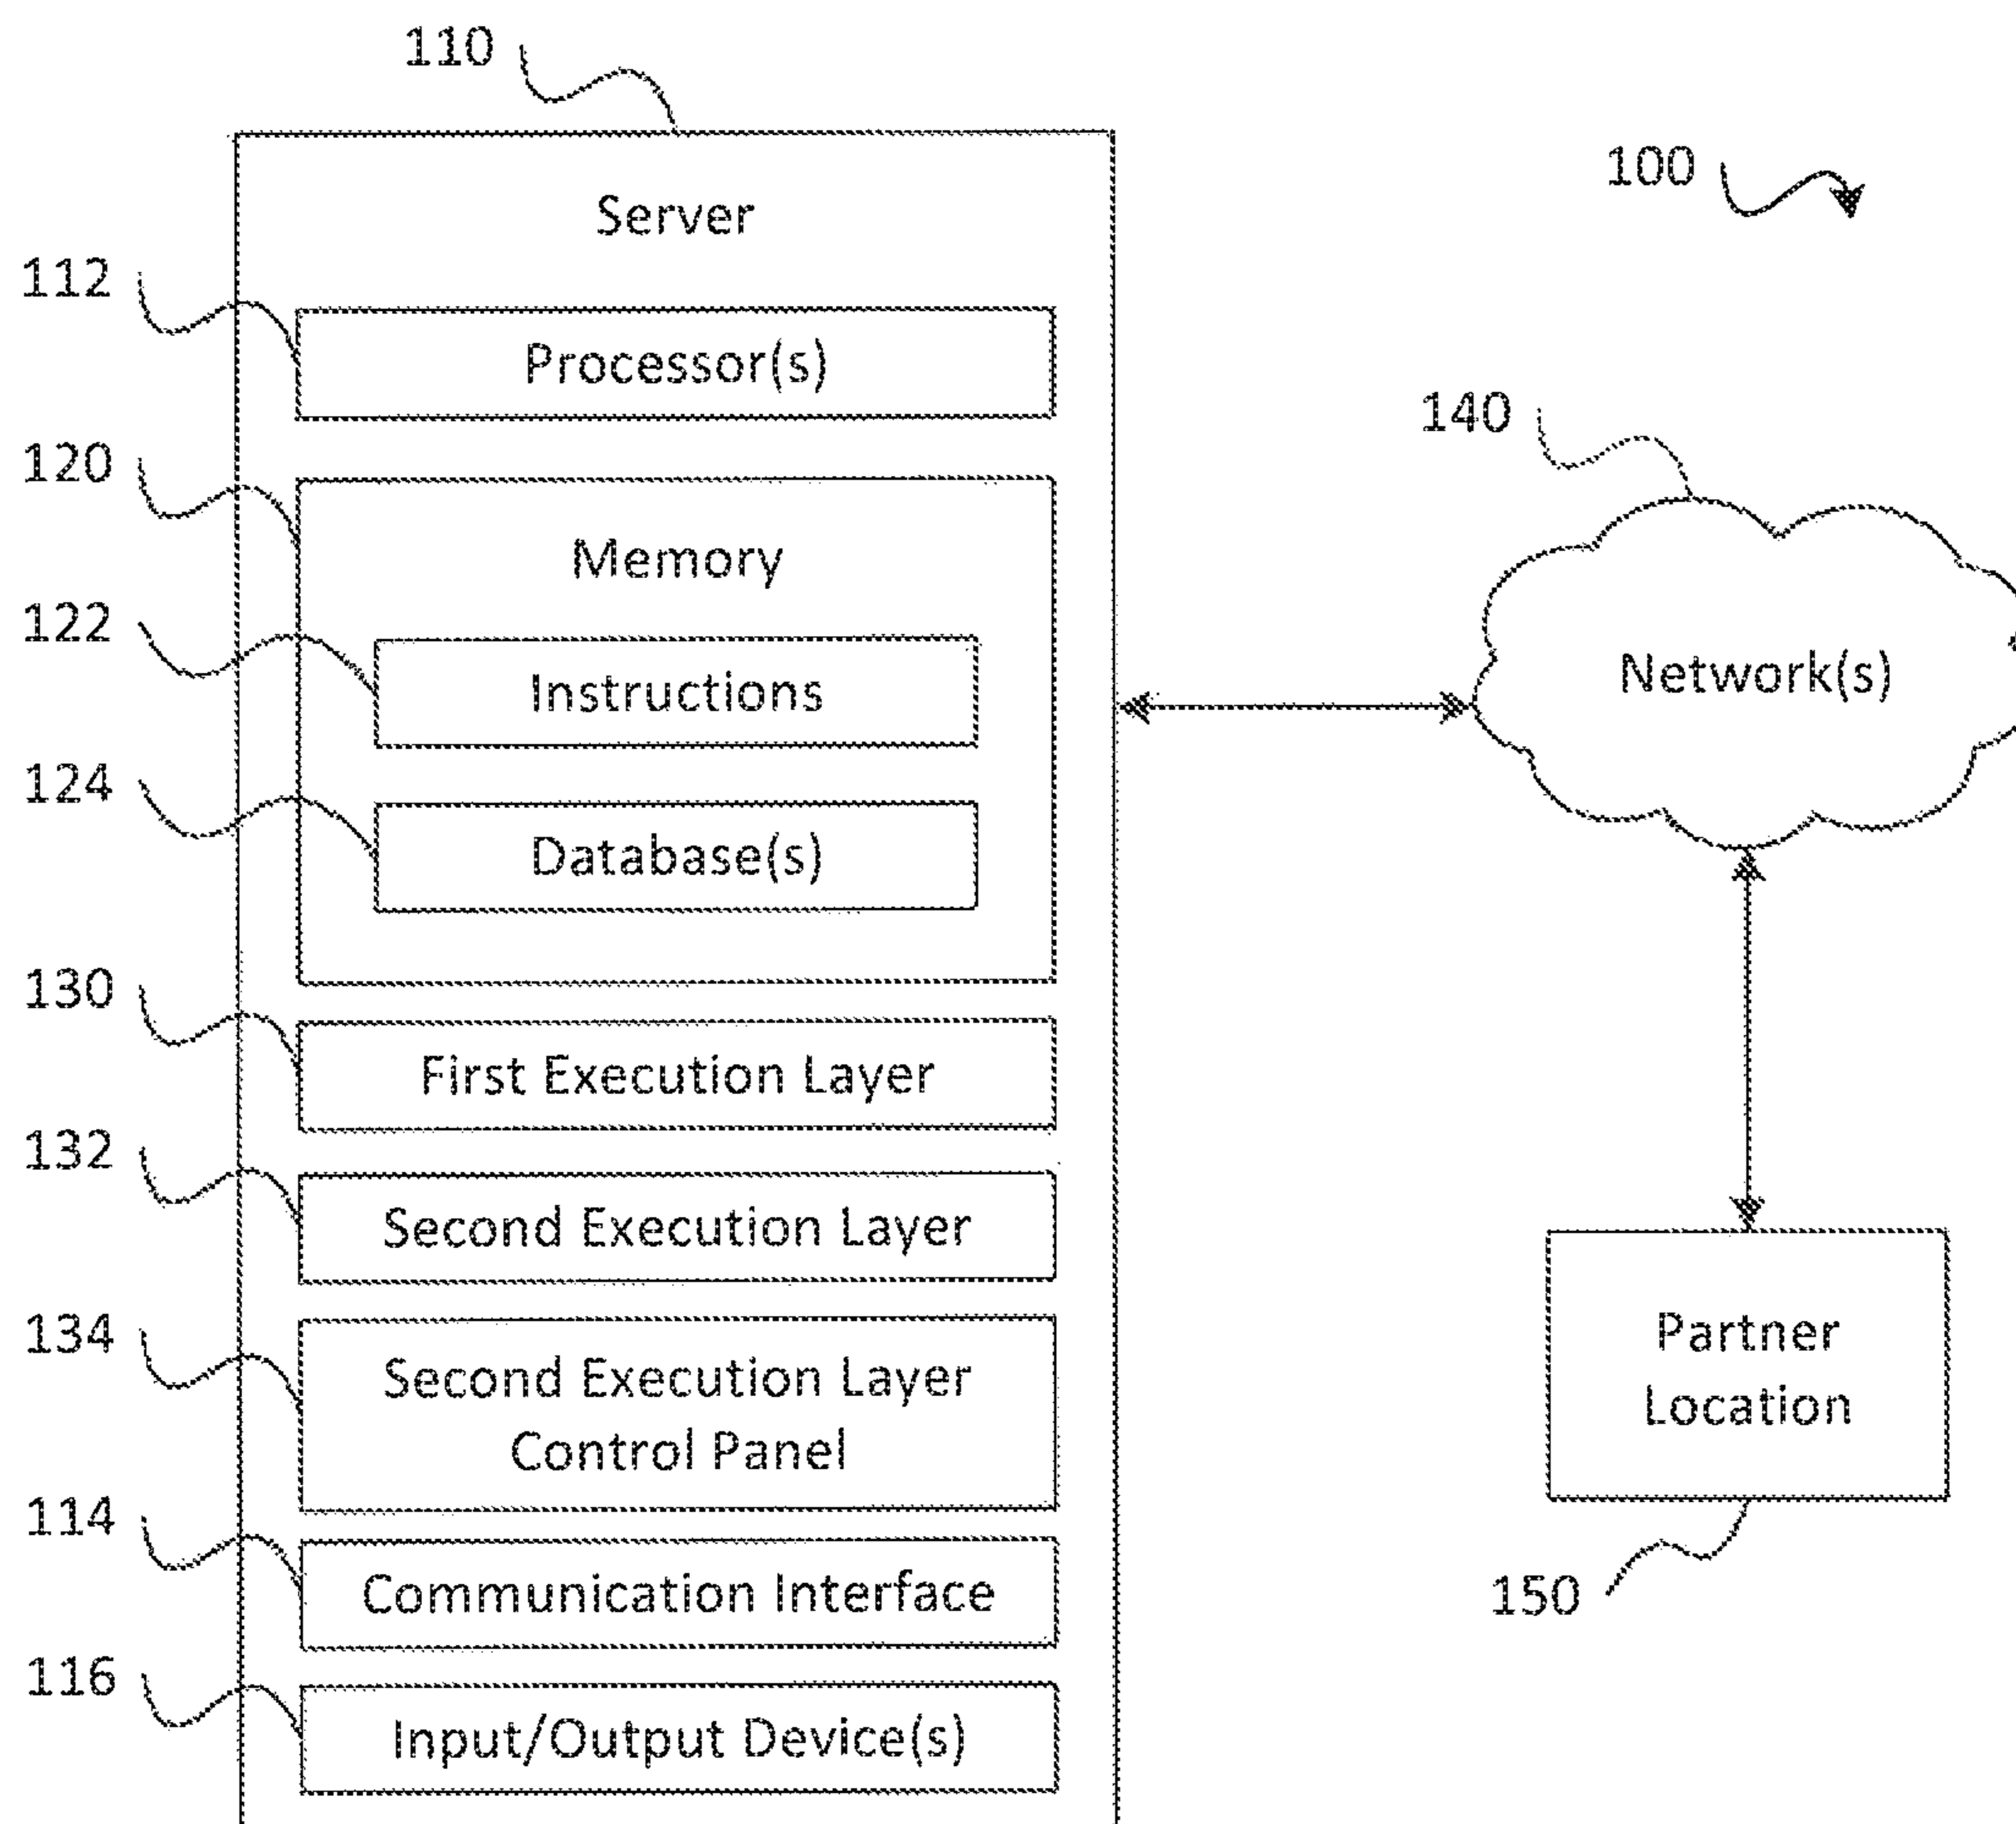 110
Server
100
112
Processor(s)
120
Memory
140
122
Instructions
Network(s)
124
Database(s)
130
First Execution Layer
132
Second Execution Layer
134
Second Execution Layer
Control Panel
Partner
Location
114
Communication Interface
150
116
Input/Output Device(s)